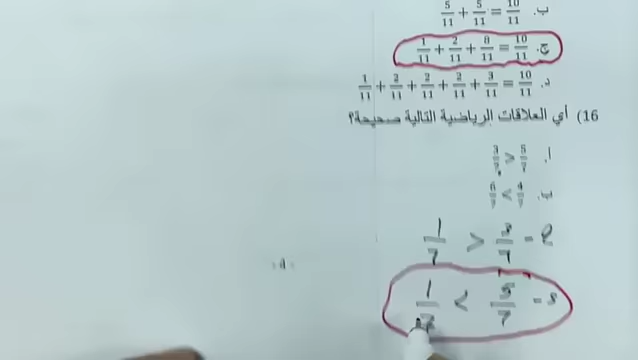 ب. 5/11 + 5/11 = 10/11
ج. 1/11 + 2/11 + 8/11 = 10/11
د. 1/11 + 2/11 + 2/11 + 2/11 + 3/11 = 10/11
16) أي العلاقات الرياضية التالية صحيحة؟
أ. 3/7 > 5/7
ب. 6/7 < 4/7
1/7 > 3/7
1/7 < 5/7